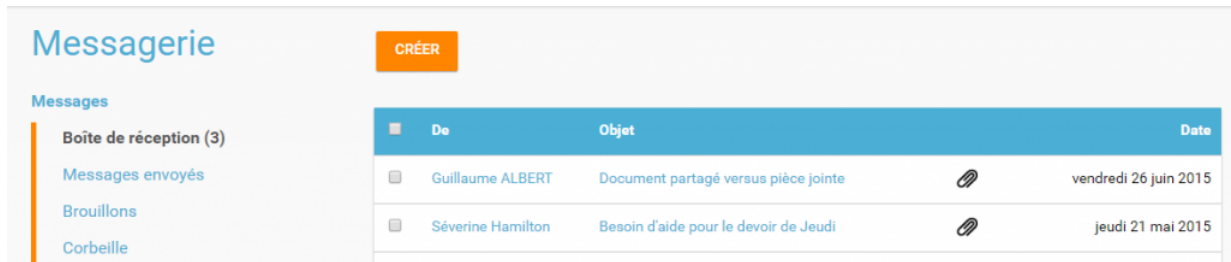 Messagerie
CRÉER
Messages
Boîte de réception (3)
Messages envoyés
Brouillons
Corbeille
De Objet Date
Guillaume ALBERT Document partagé versus pièce jointe vendredi 26 juin 2015
Séverine Hamilton Besoin d'aide pour le devoir de Jeudi jeudi 21 mai 2015